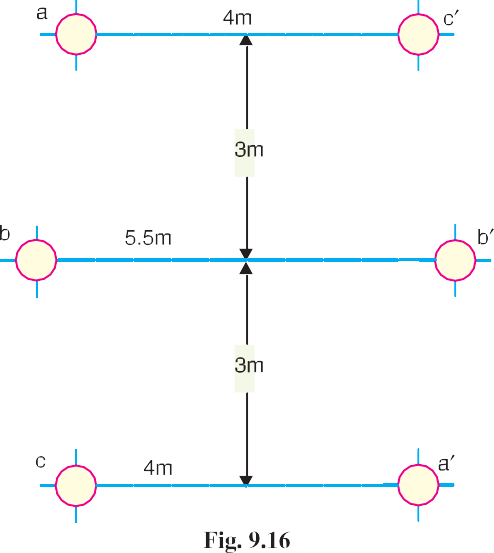 a 4m c′
3m
b 5.5m b′
3m
c 4m a′
Fig. 9.16